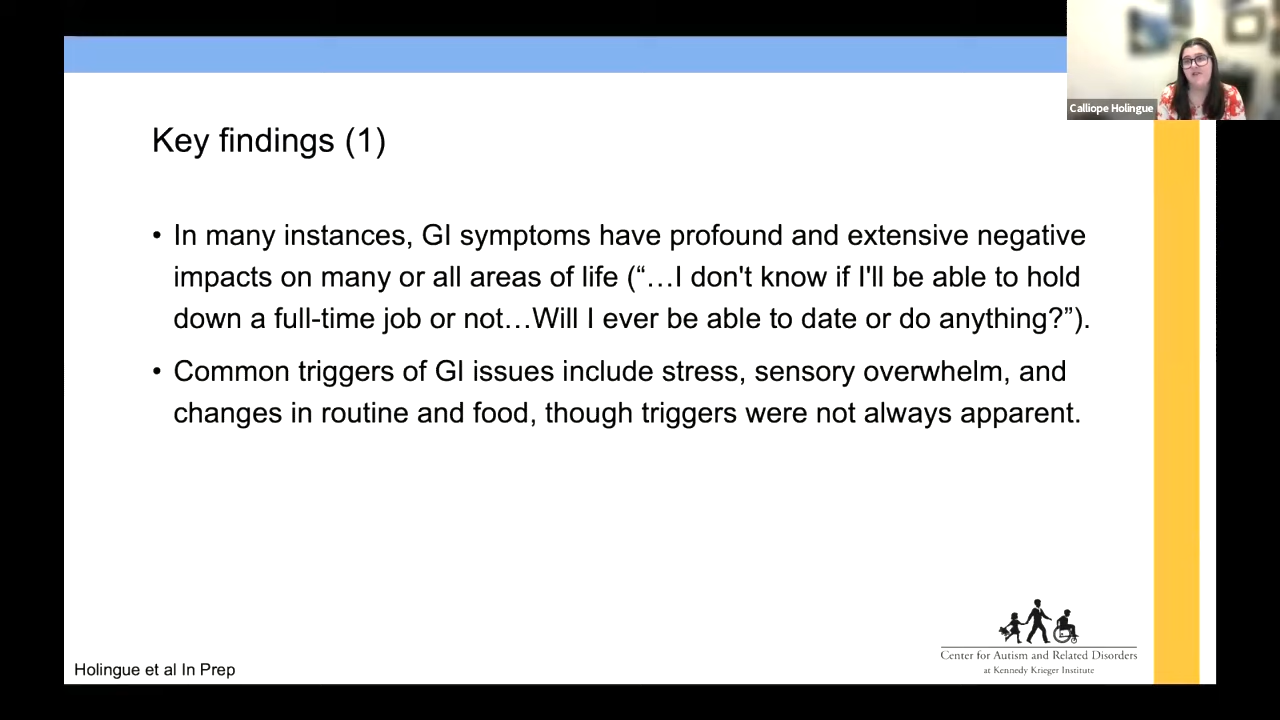 Calliope Holingue
Key findings (1)
• In many instances, GI symptoms have profound and extensive negative
impacts on many or all areas of life (“…I don't know if I'll be able to hold
down a full-time job or not…Will I ever be able to date or do anything?”).
• Common triggers of GI issues include stress, sensory overwhelm, and
changes in routine and food, though triggers were not always apparent.
Center for Autism and Related Disorders
at Kennedy Krieger Institute
Holingue et al In Prep